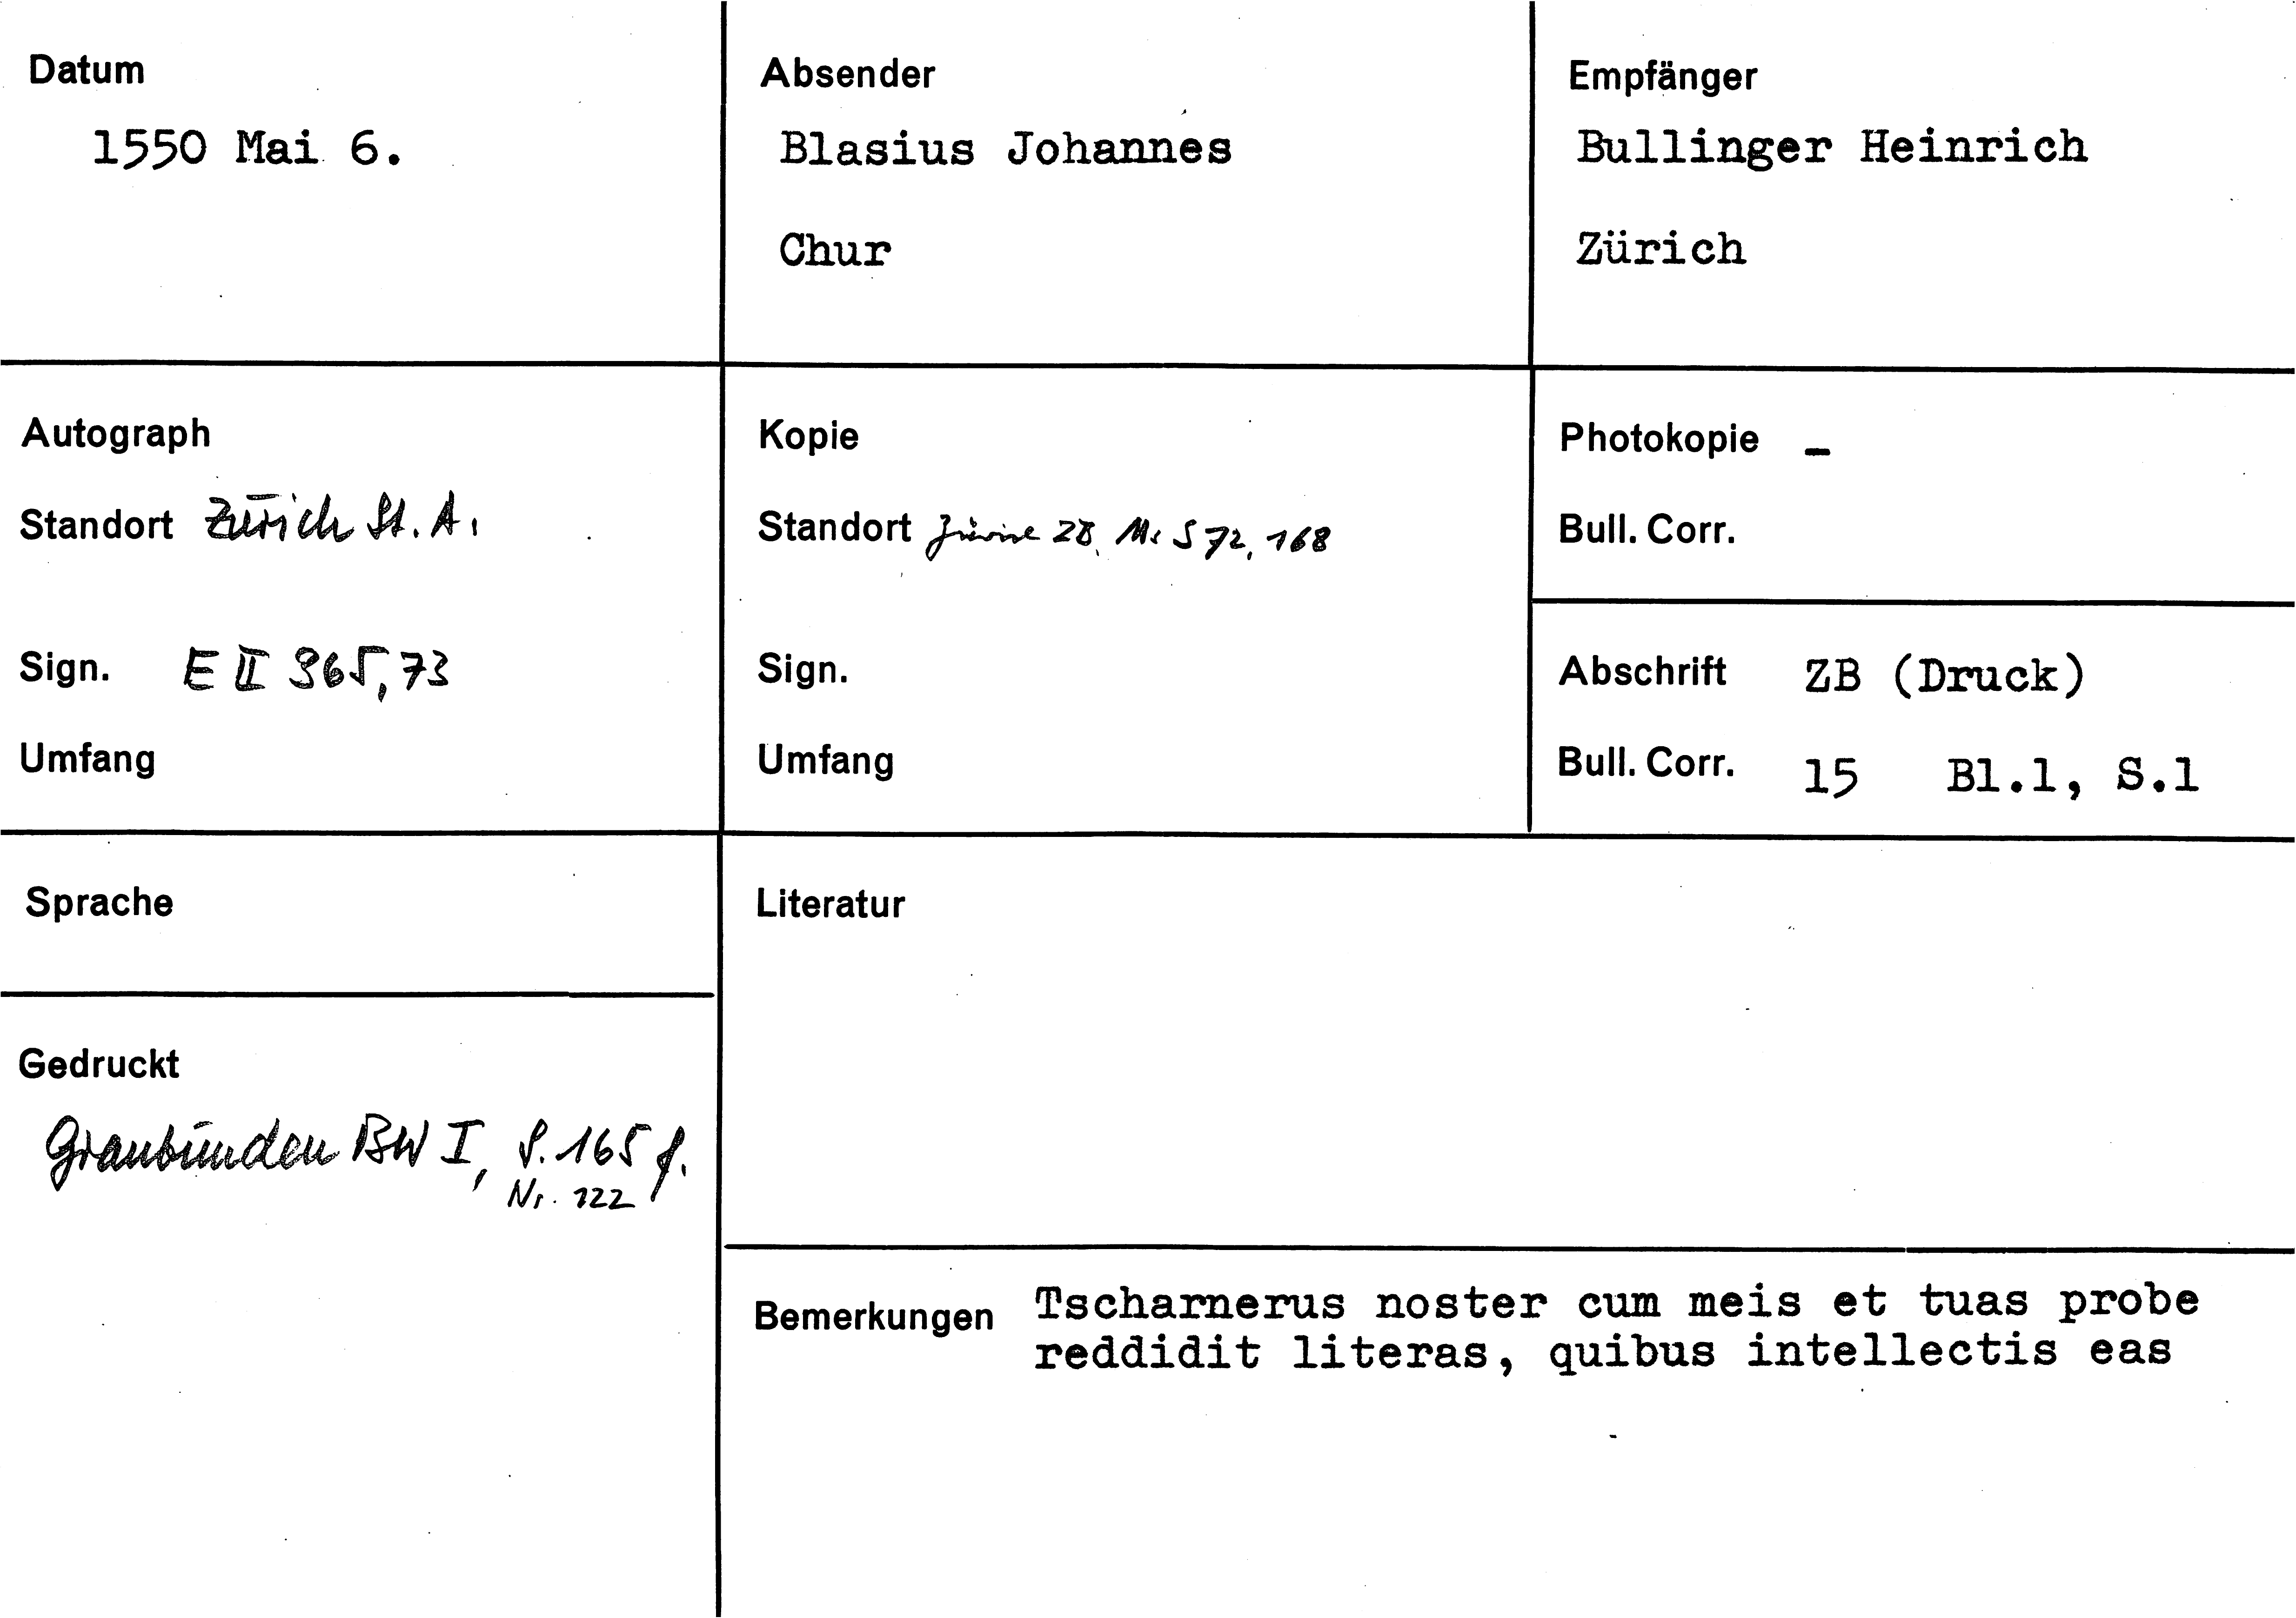 Datum
1550 Mai 6.
Absender
Blasius Johannes
Chur
Empfänger
Bullinger Heinrich
Zürich
Autograph
Standort Zürich St. A.
Sign. E II 365, 73
Umfang
Kopie
Standort Zürich ZB, Ms S 72, 168
Sign.
Umfang
Photokopie –
Bull. Corr.
Abschrift ZB (Druck)
Bull. Corr. 15 Bl.1, S.1
Sprache
Literatur
Gedruckt
Graubünden BW I, S. 165 f.
Nr. 122
Bemerkungen Tscharnerus noster cum meis et tuas probe
reddidit literas, quibus intellectis eas